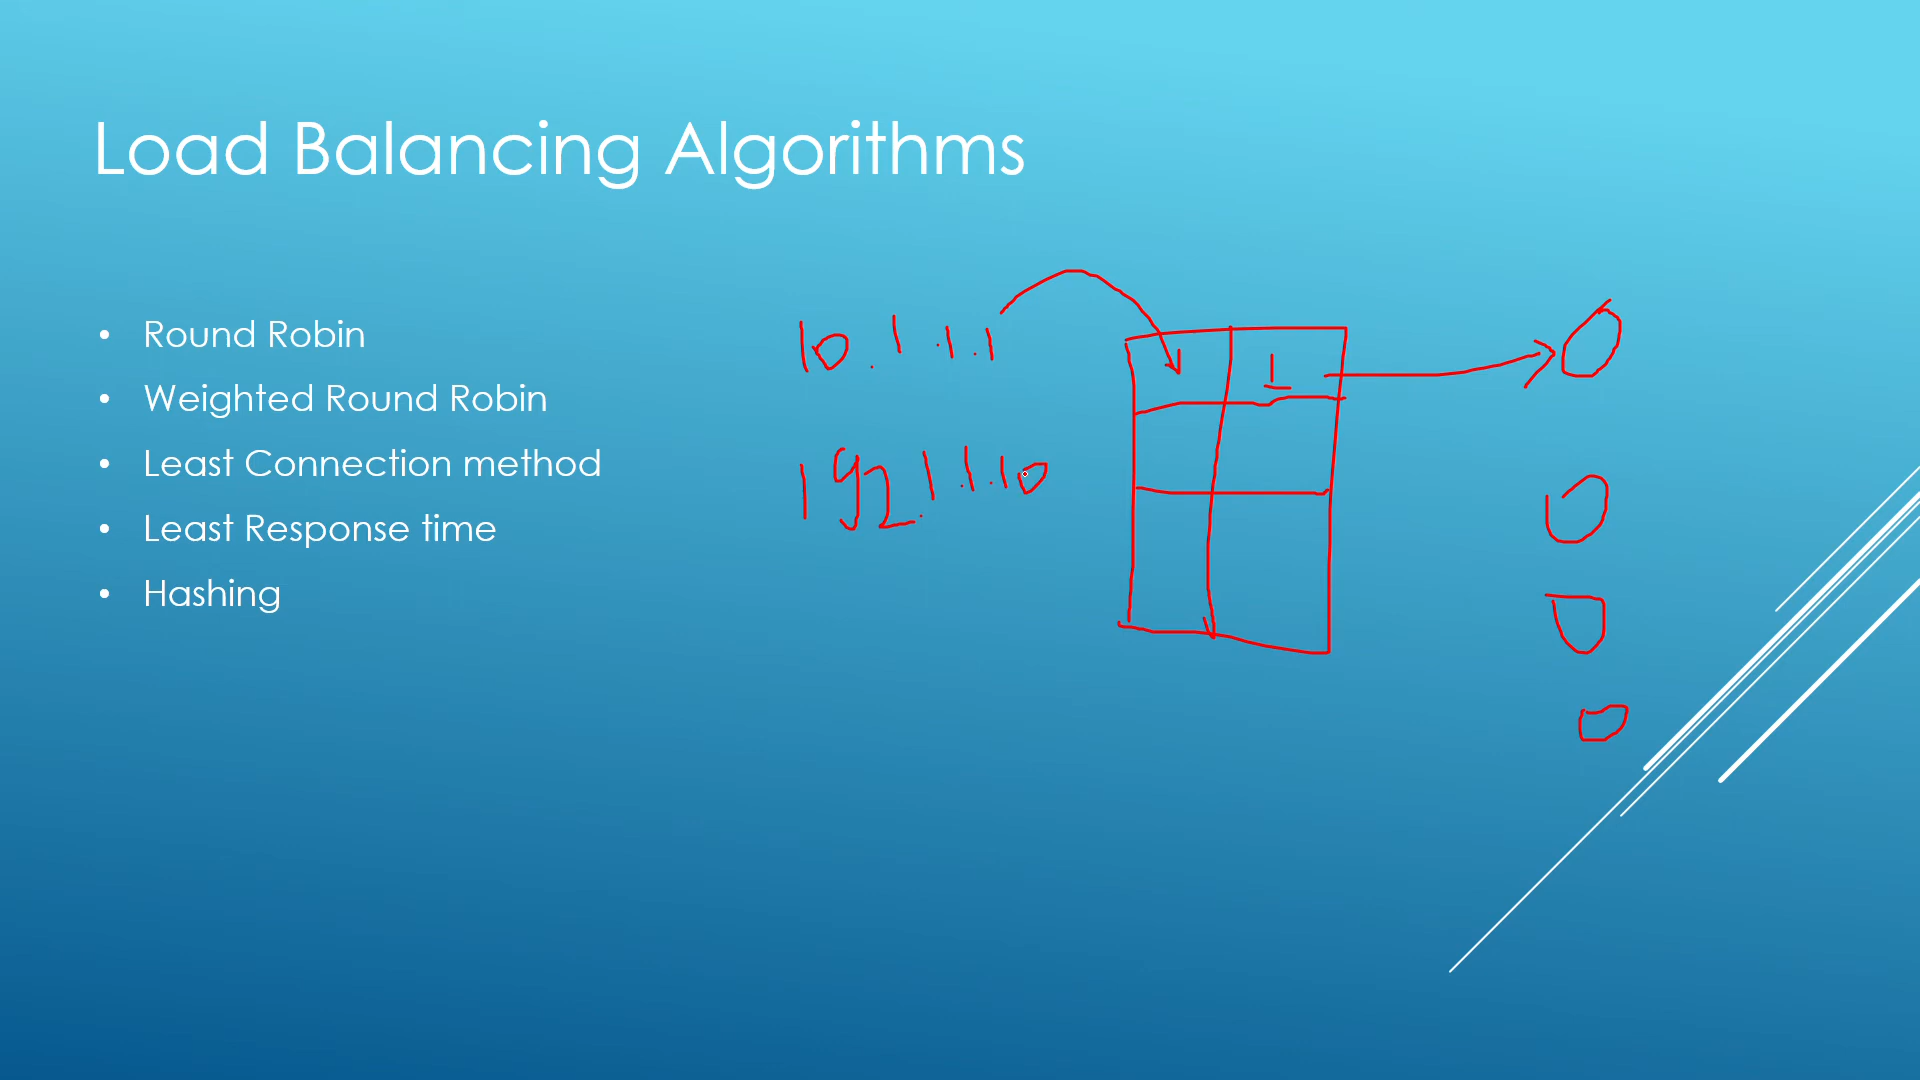 Load Balancing Algorithms
• Round Robin
• Weighted Round Robin
• Least Connection method
• Least Response time
• Hashing
10.1.1.1
192.1.1.10
1